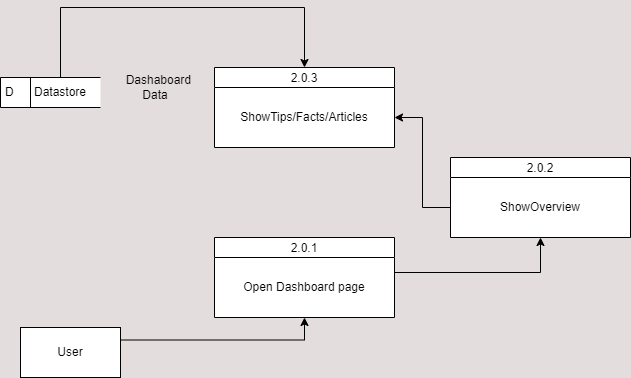 2.0.3
D
Datastore
Dashaboard
Data
ShowTips/Facts/Articles
2.0.2
ShowOverview
2.0.1
Open Dashboard page
User